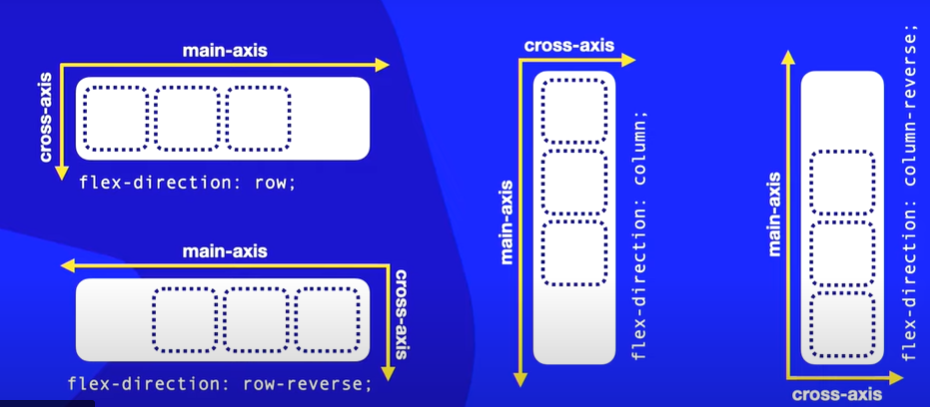 main-axis
cross-axis
flex-direction: row;
main-axis
cross-axis
flex-direction: row-reverse;
cross-axis
main-axis
flex-direction: column;
main-axis
flex-direction: column-reverse;
cross-axis